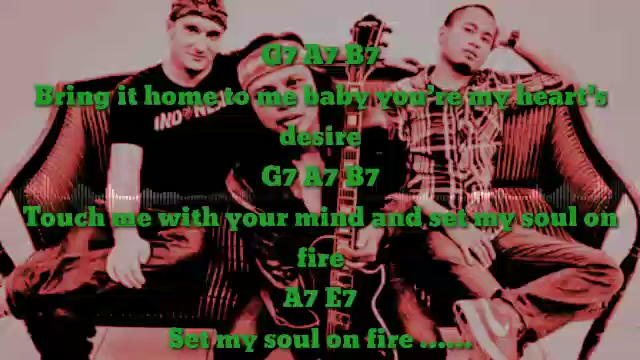 G7 A7 B7
Bring it home to me baby you're my heart's
desire
G7 A7 B7
Touch me with your mind and set my soul on
fire
A7 E7
Set my soul on fire ......